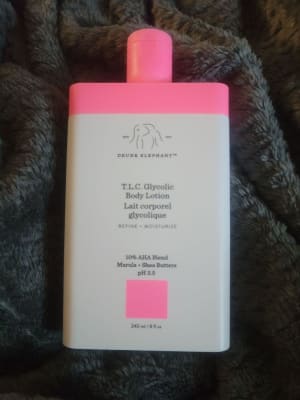 DRUNK ELEPHANT™
T.L.C. Glycolic
Body Lotion
Lait corporel
glycolique
REFINE + MOISTURIZE
10% AHA Blend
Marula + Shea Butters
pH 3.5
240 ml / 8 fl oz